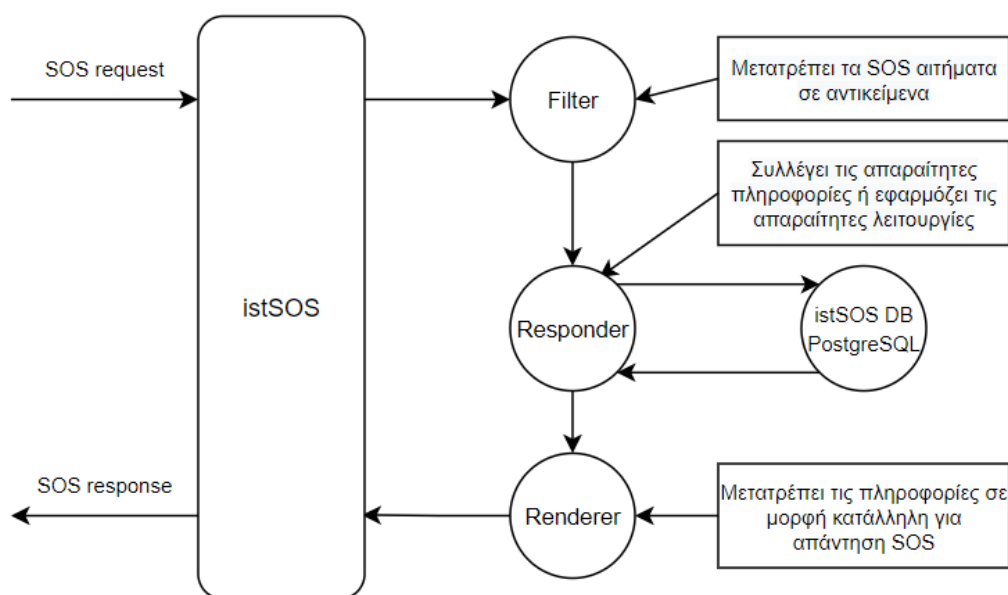 SOS request
Filter
Μετατρέπει τα SOS αιτήματα
σε αντικείμενα
Συλλέγει τις απαραίτητες
πληροφορίες ή εφαρμόζει τις
απαραίτητες λειτουργίες
istSOS
Responder
istSOS DB
PostgreSQL
SOS response
Renderer
Μετατρέπει τις πληροφορίες σε
μορφή κατάλληλη για
απάντηση SOS